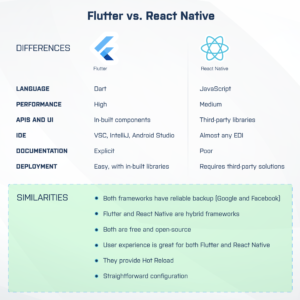 Flutter vs. React Native
DIFFERENCES
Flutter
React Native
LANGUAGE Dart JavaScript
PERFORMANCE High Medium
APIS AND UI In-built components Third-party libraries
IDE VSC, IntelliJ, Android Studio Almost any EDI
DOCUMENTATION Explicit Poor
DEPLOYMENT Easy, with in-built libraries Requires third-party solutions
SIMILARITIES
• Both frameworks have reliable backup (Google and Facebook)
• Flutter and React Native are hybrid frameworks
• Both are free and open-source
• User experience is great for both Flutter and React Native
• They provide Hot Reload
• Straightforward configuration